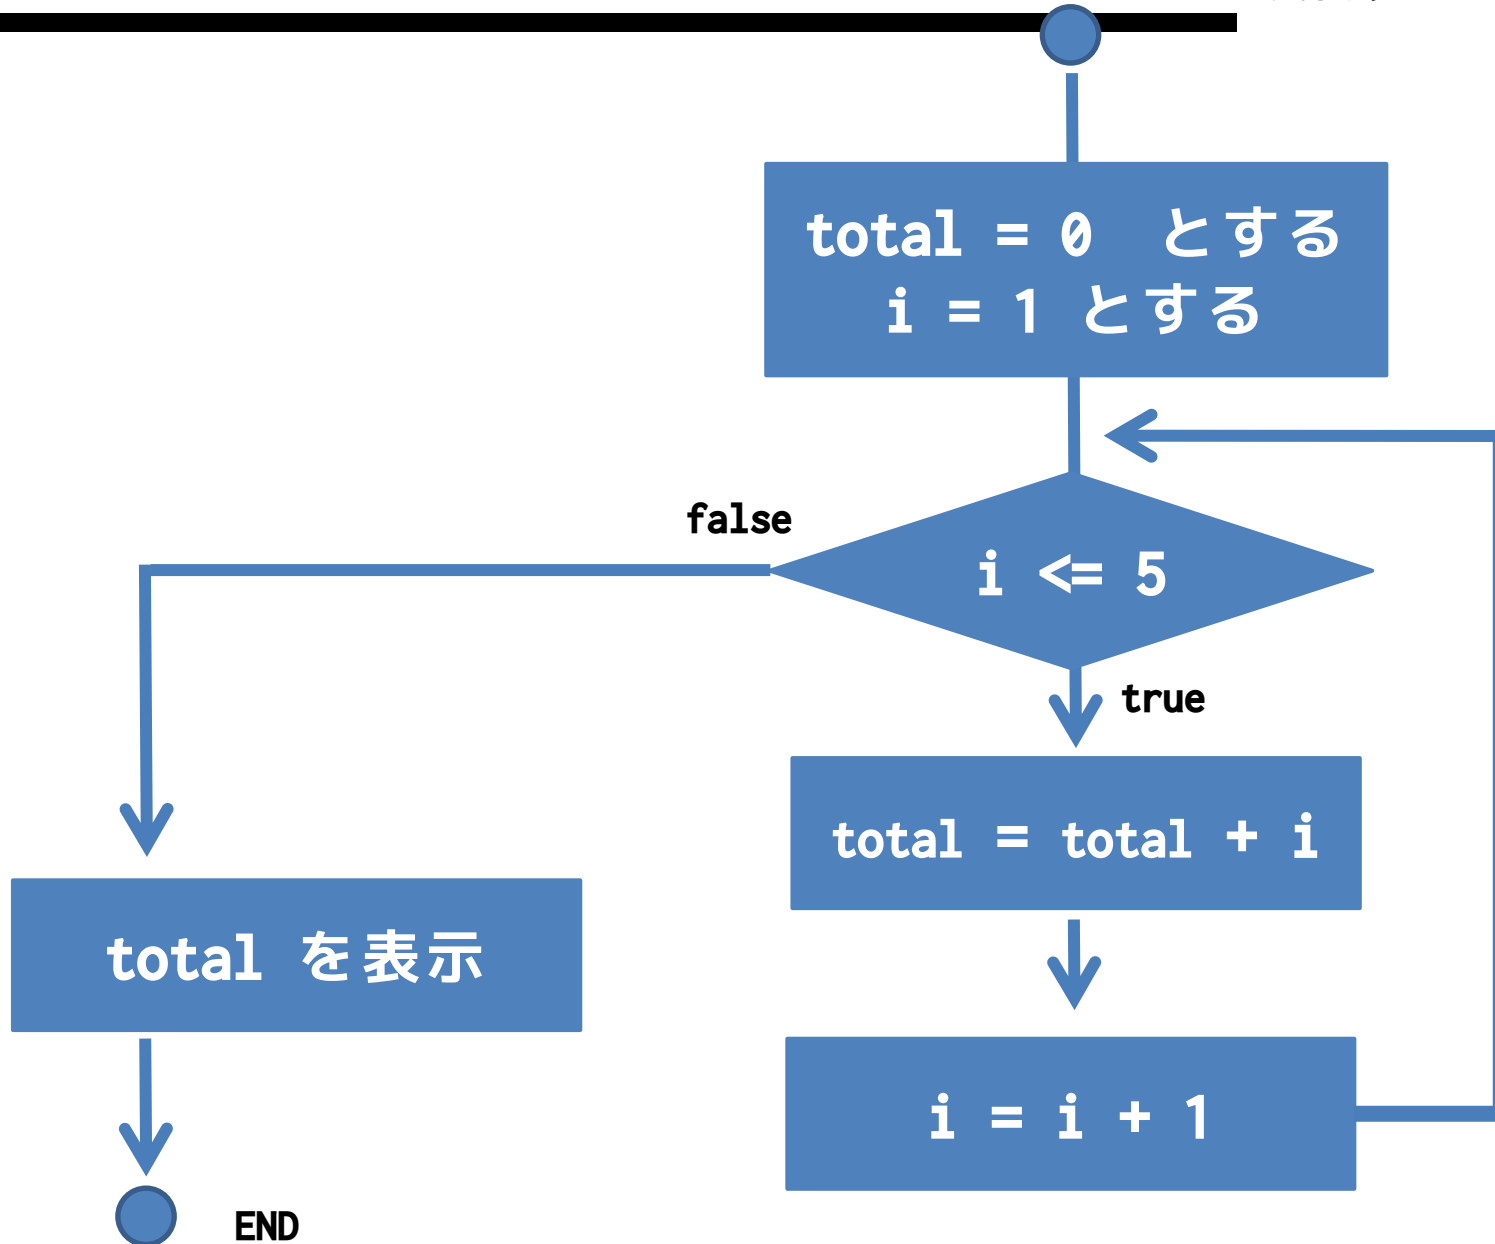 total = 0 とする
i = 1 とする
false
i <= 5
true
total = total + i
total を表示
i = i + 1
END